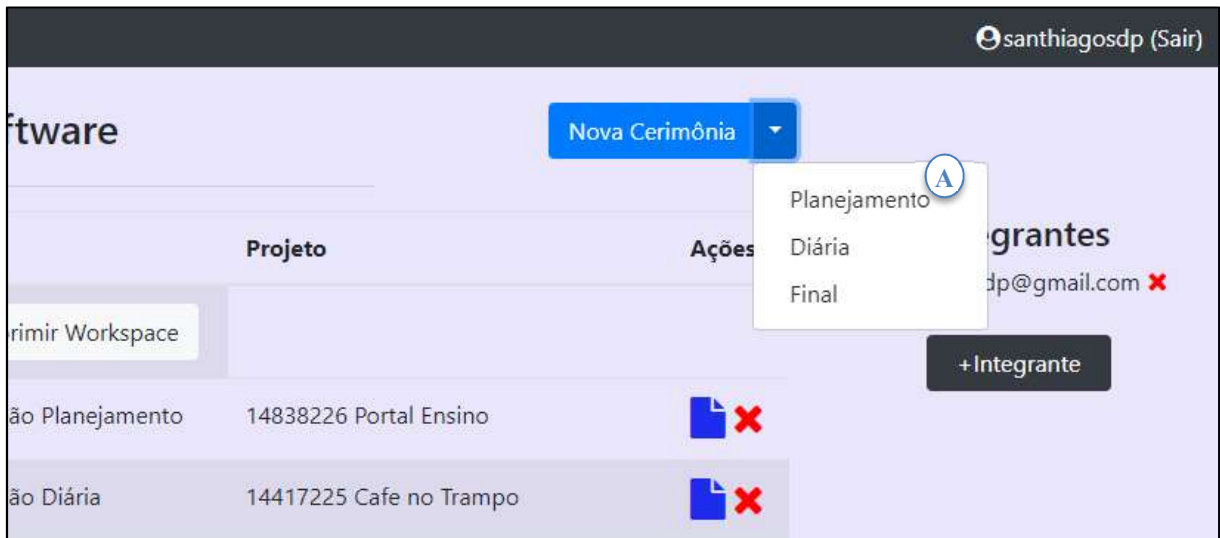 santhiagosdp (Sair)
ftware
Nova Cerimônia
A
Planejamento
Diária
Final
Projeto
Ações
egrantes
dp@gmail.com
rimir Workspace
+Integrante
ão Planejamento
14838226 Portal Ensino
ão Diária
14417225 Cafe no Trampo